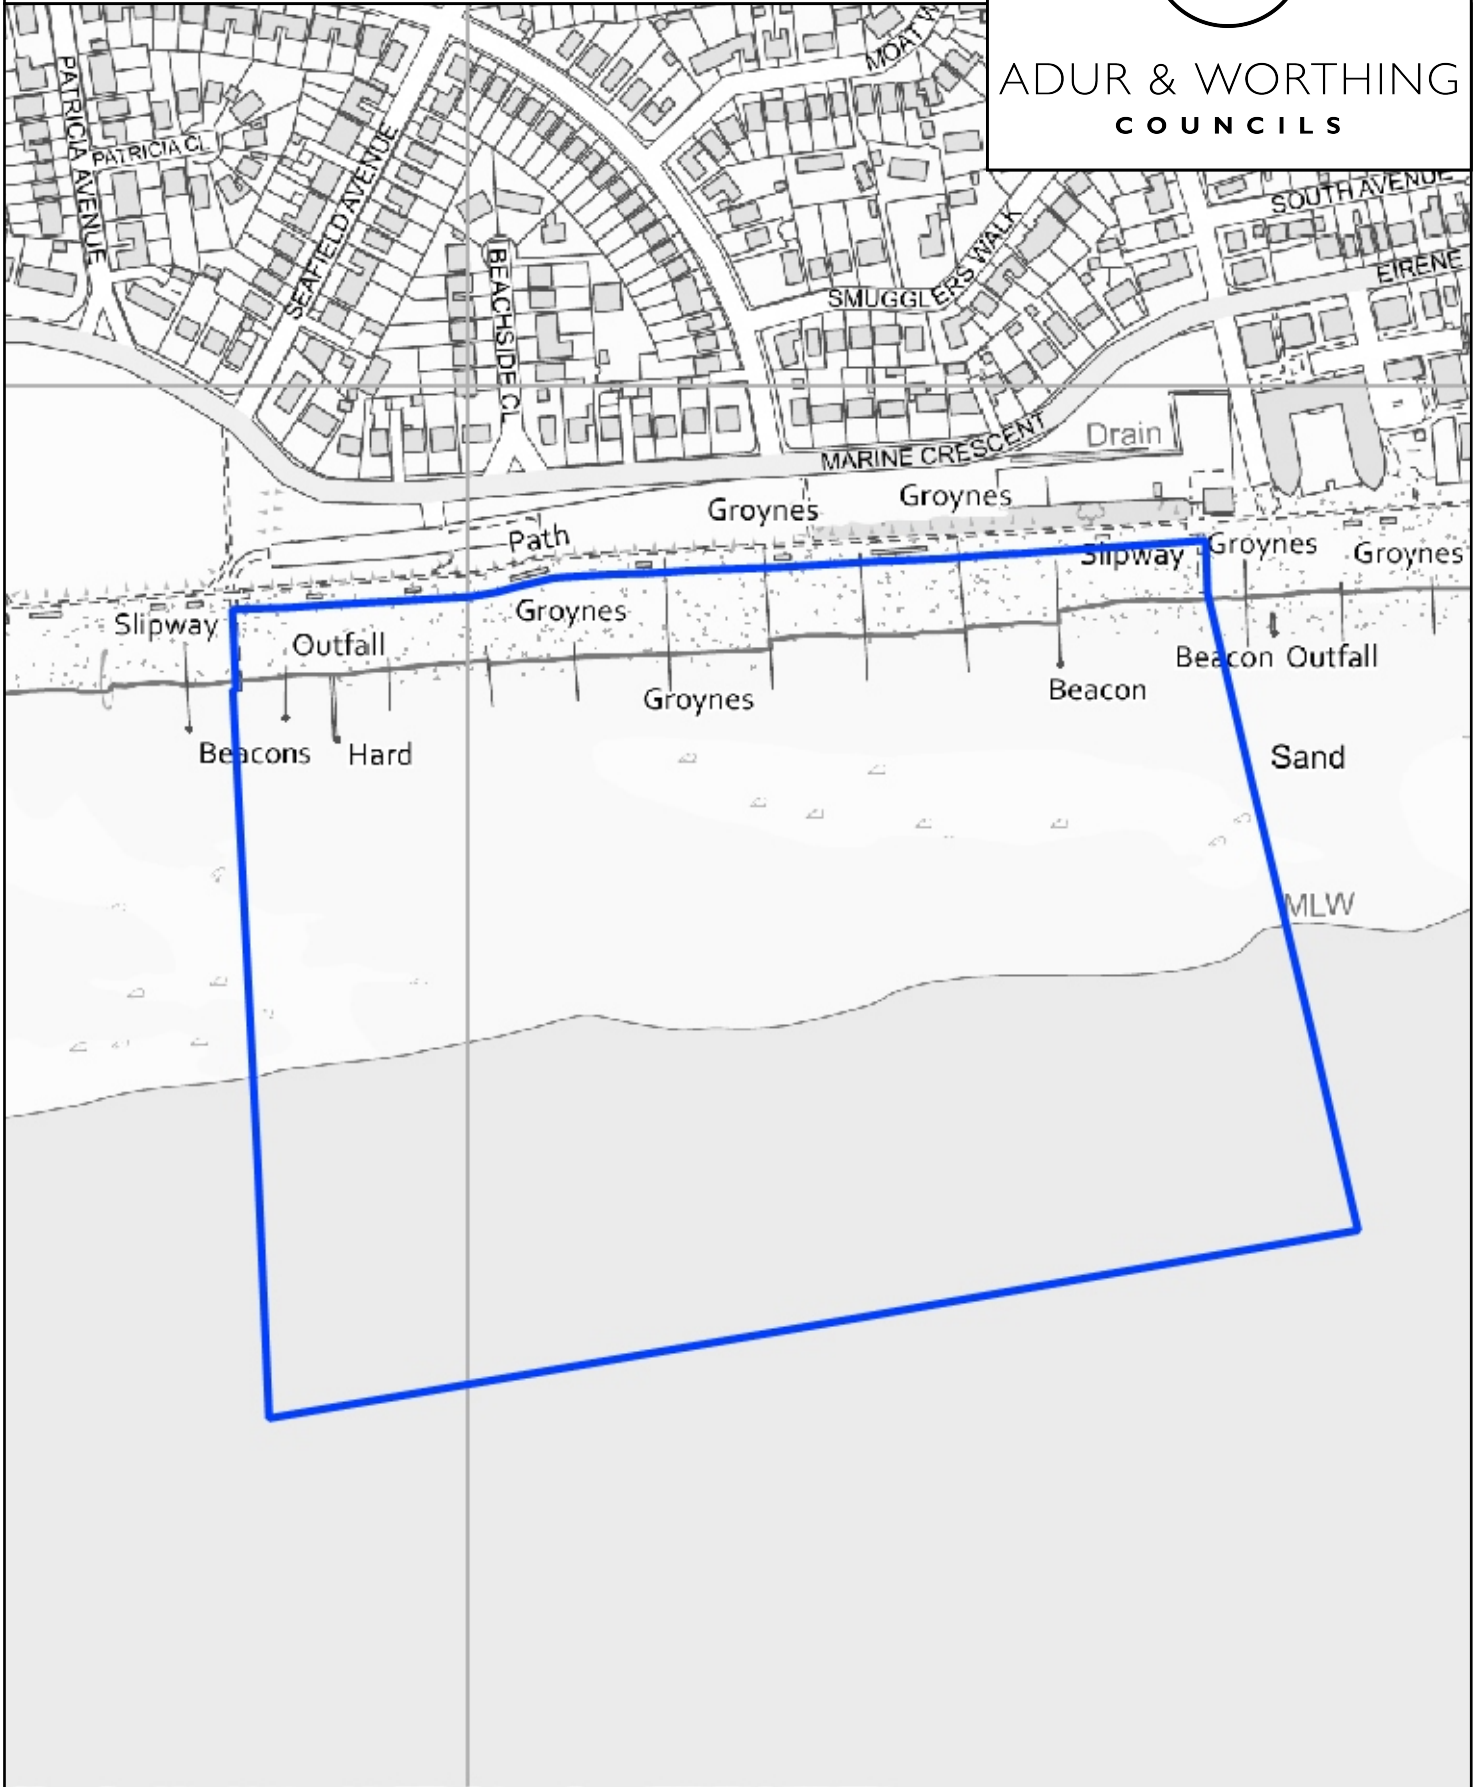 ADUR & WORTHING
COUNCILS
MOAT W
PATRICIA AVENUE
PATRICIA CL
SEAFIELD AVENUE
BEACHSIDE CL
SMUGGLERS WALK
SOUTH AVENUE
EIRENE
MARINE CRESCENT
Drain
Groynes
Groynes
Path
Slipway
Groynes
Groynes
Slipway
Groynes
Outfall
Beacon Outfall
Groynes
Beacon
Beacons
Hard
Sand
MLW